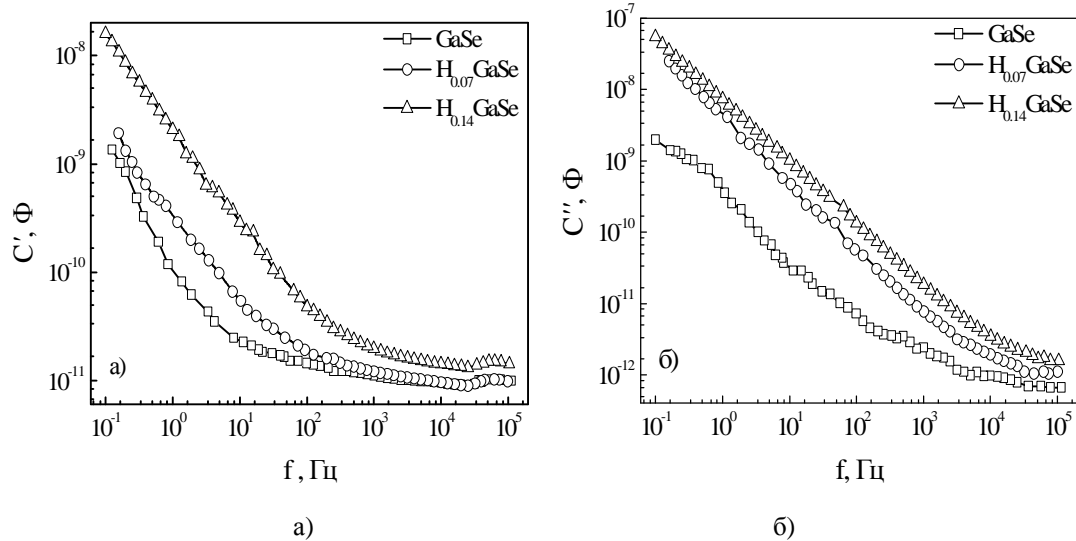 10⁻⁸
10⁻⁹
10⁻¹⁰
10⁻¹¹
C′, Φ
GaSe
H₀.₀₇GaSe
H₀.₁₄GaSe
а)
10⁻¹ 10⁰ 10¹ 10² 10³ 10⁴ 10⁵
f , Гц
а)
10⁻⁷
10⁻⁸
10⁻⁹
10⁻¹⁰
10⁻¹¹
10⁻¹²
C″, Φ
GaSe
H₀.₀₇GaSe
H₀.₁₄GaSe
б)
10⁻¹ 10⁰ 10¹ 10² 10³ 10⁴ 10⁵
f, Гц
б)